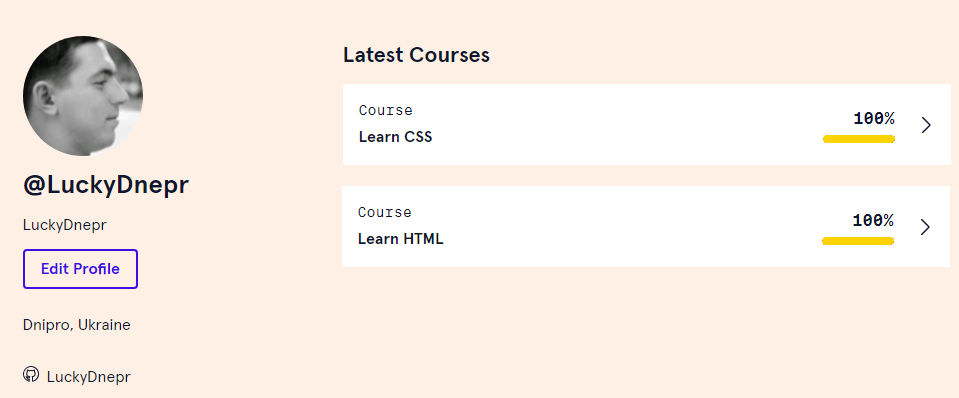 @LuckyDnepr
LuckyDnepr
Edit Profile
Dnipro, Ukraine
LuckyDnepr
Latest Courses
Course
Learn CSS
100%
Course
Learn HTML
100%